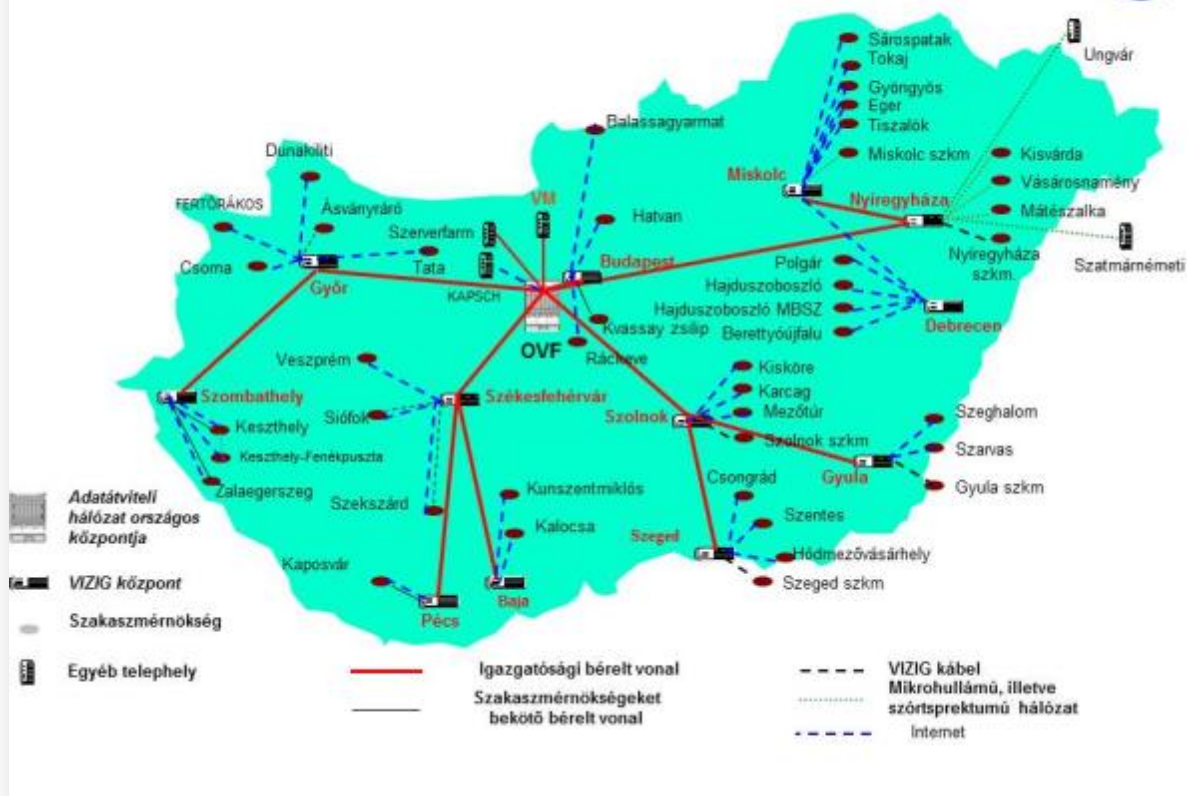 Sárospatak
Tokaj
Gyöngyös
Eger
Tiszalök
Miskolc szkm
Ungvár
Balassagyarmat
Dunakiliti
Miskolc
Kisvárda
Vásárosnamény
Nyíregyháza
Mátészalka
FERTŐRÁKOS
Ásványráró
VM
Hatvan
Szerverfarm
Nyíregyháza
szkm.
Szatmárnémeti
Csoma
Tata
Budapest
Polgár
Győr
KAPSCH
Hajduszoboszló
Hajduszoboszló MBSZ
Debrecen
Kvassay zsilip
Berettyóújfalu
OVF
Ráckeve
Veszprém
Kisköre
Karcag
Szombathely
Székesfehérvár
Mezőtúr
Szeghalom
Siófok
Szolnok
Keszthely
Szolnok szkm
Szarvas
Keszthely-Fenékpuszta
Csongrád
Gyula
Gyula szkm
Zalaegerszeg
Szekszárd
Kunszentmiklós
Szentes
Kalocsa
Szeged
Hódmezővásárhely
Kaposvár
Szeged szkm
Baja
Pécs
Adatátviteli
hálózat országos
központja
VIZIG központ
Szakaszmérnökség
Egyéb telephely
Igazgatósági bérelt vonal
Szakaszmérnökségeket
bekötő bérelt vonal
VIZIG kábel
Mikrohullámú, illetve
szórtsprektumú hálózat
Internet